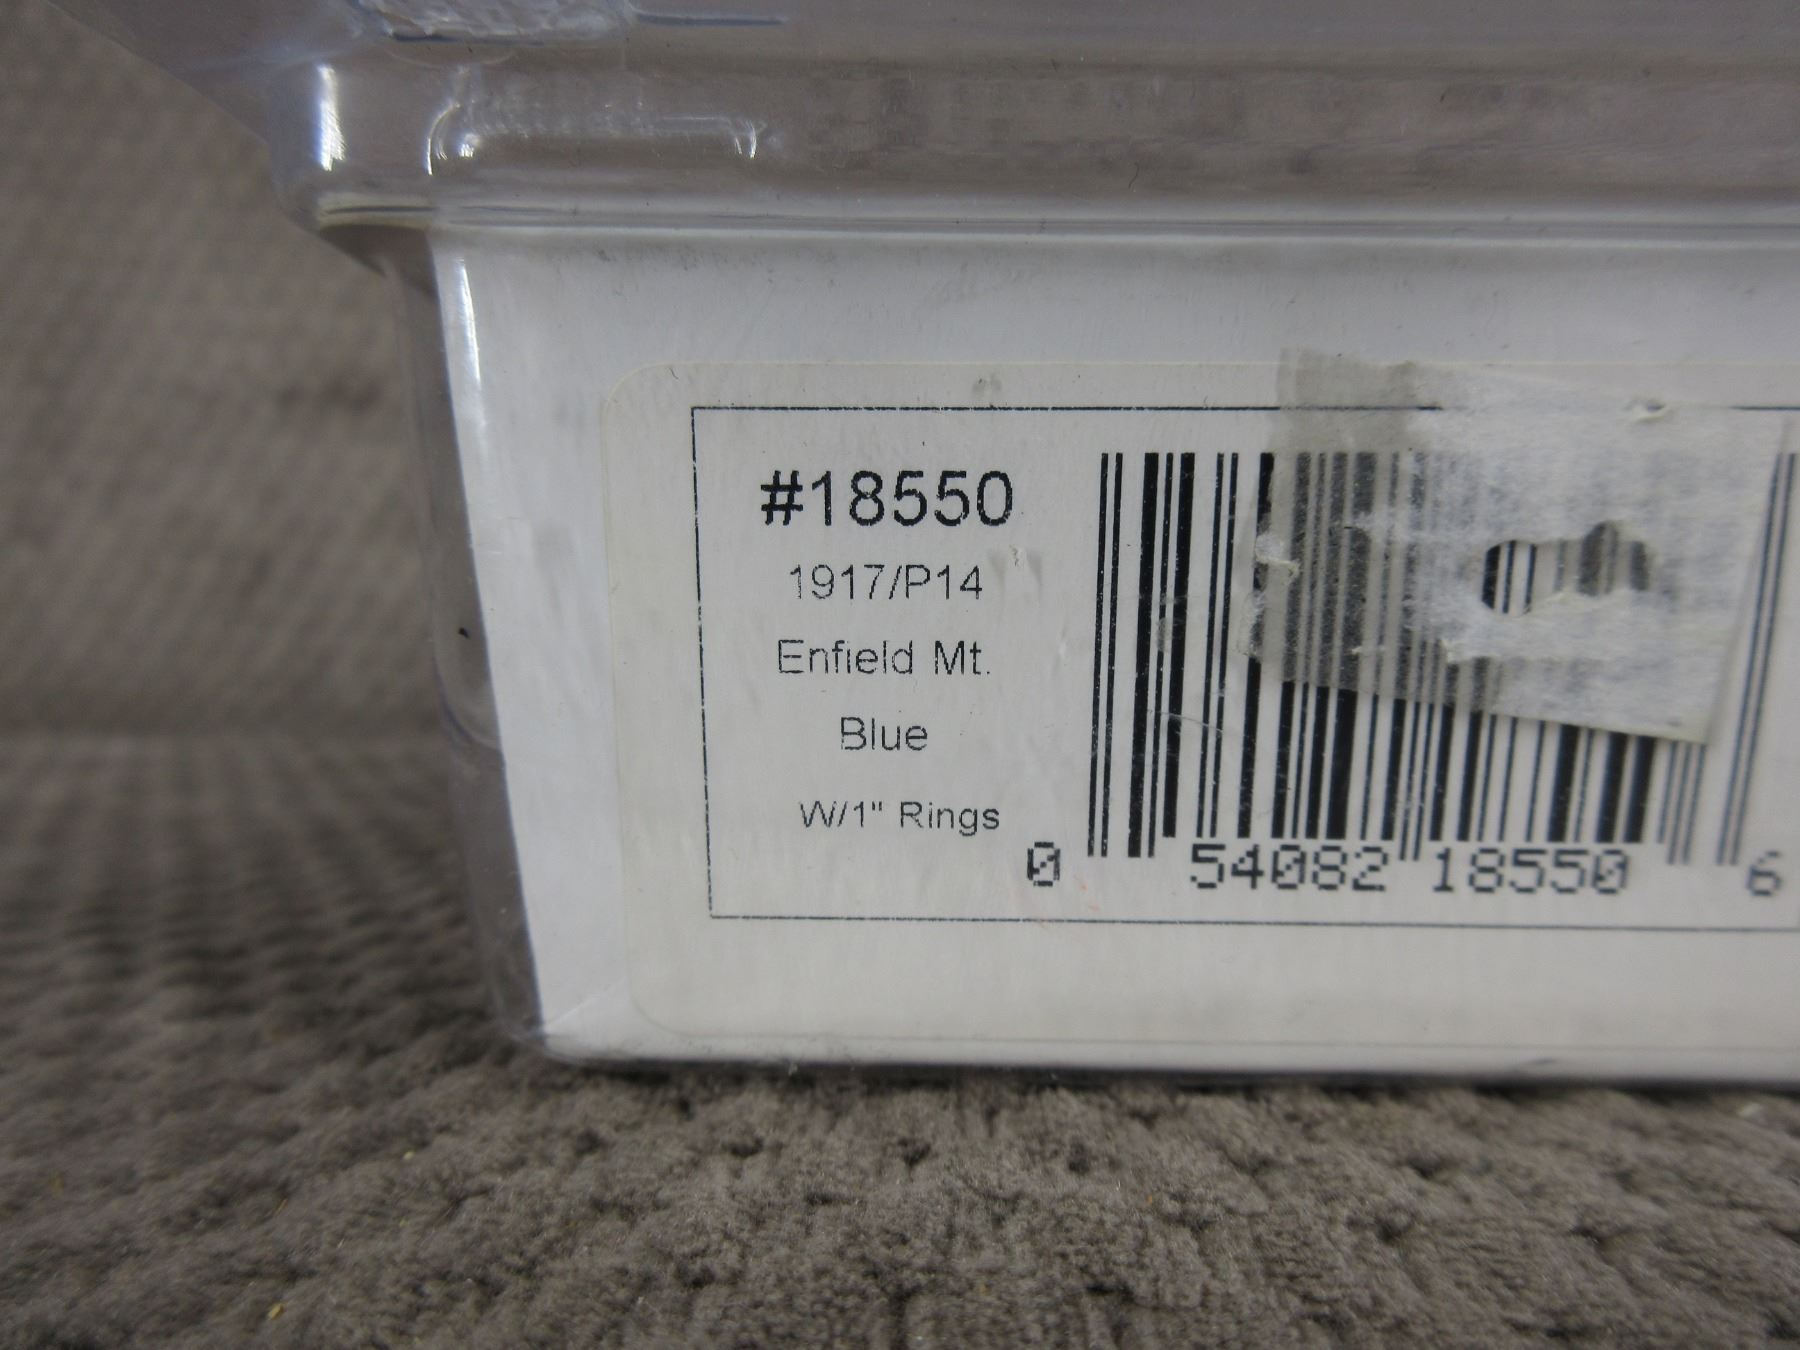 #18550
1917/P14
Enfield Mt.
Blue
W/1" Rings
0 54082 18550 6